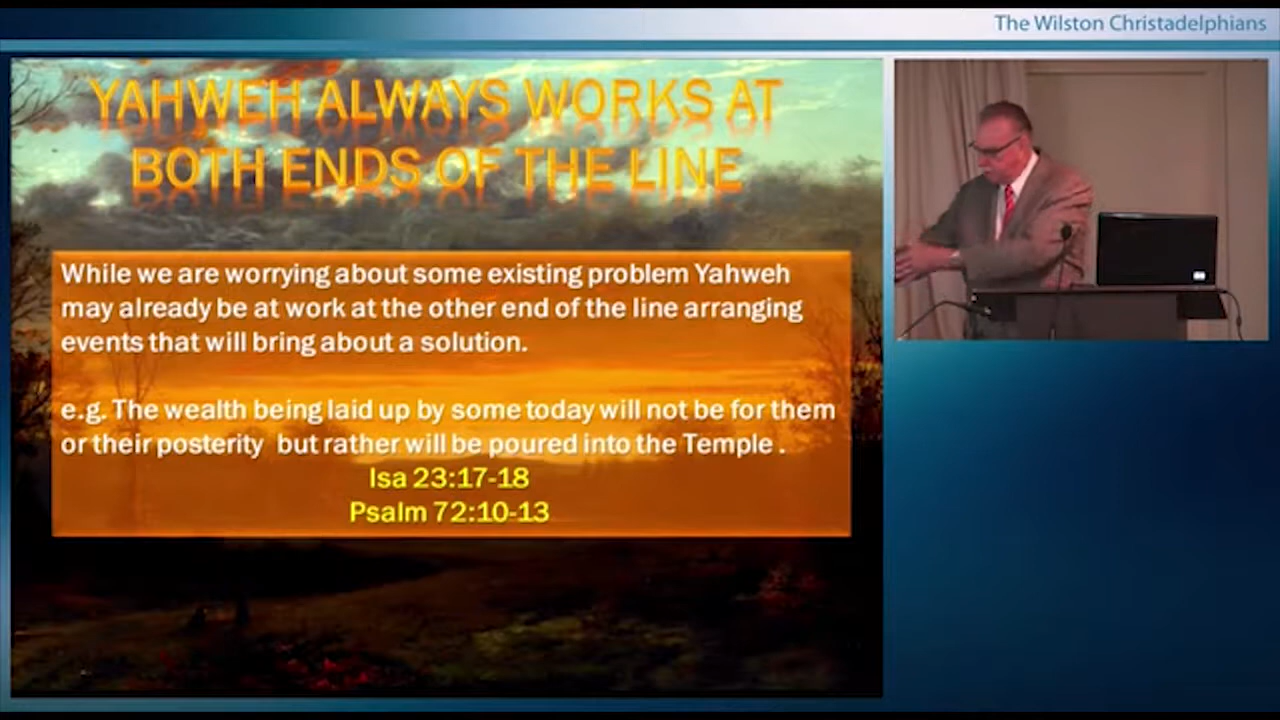 The Wilston Christadelphians
YAHWEH ALWAYS WORKS AT
BOTH ENDS OF THE LINE
While we are worrying about some existing problem Yahweh
may already be at work at the other end of the line arranging
events that will bring about a solution.
e.g. The wealth being laid up by some today will not be for them
or their posterity but rather will be poured into the Temple .
Isa 23:17-18
Psalm 72:10-13